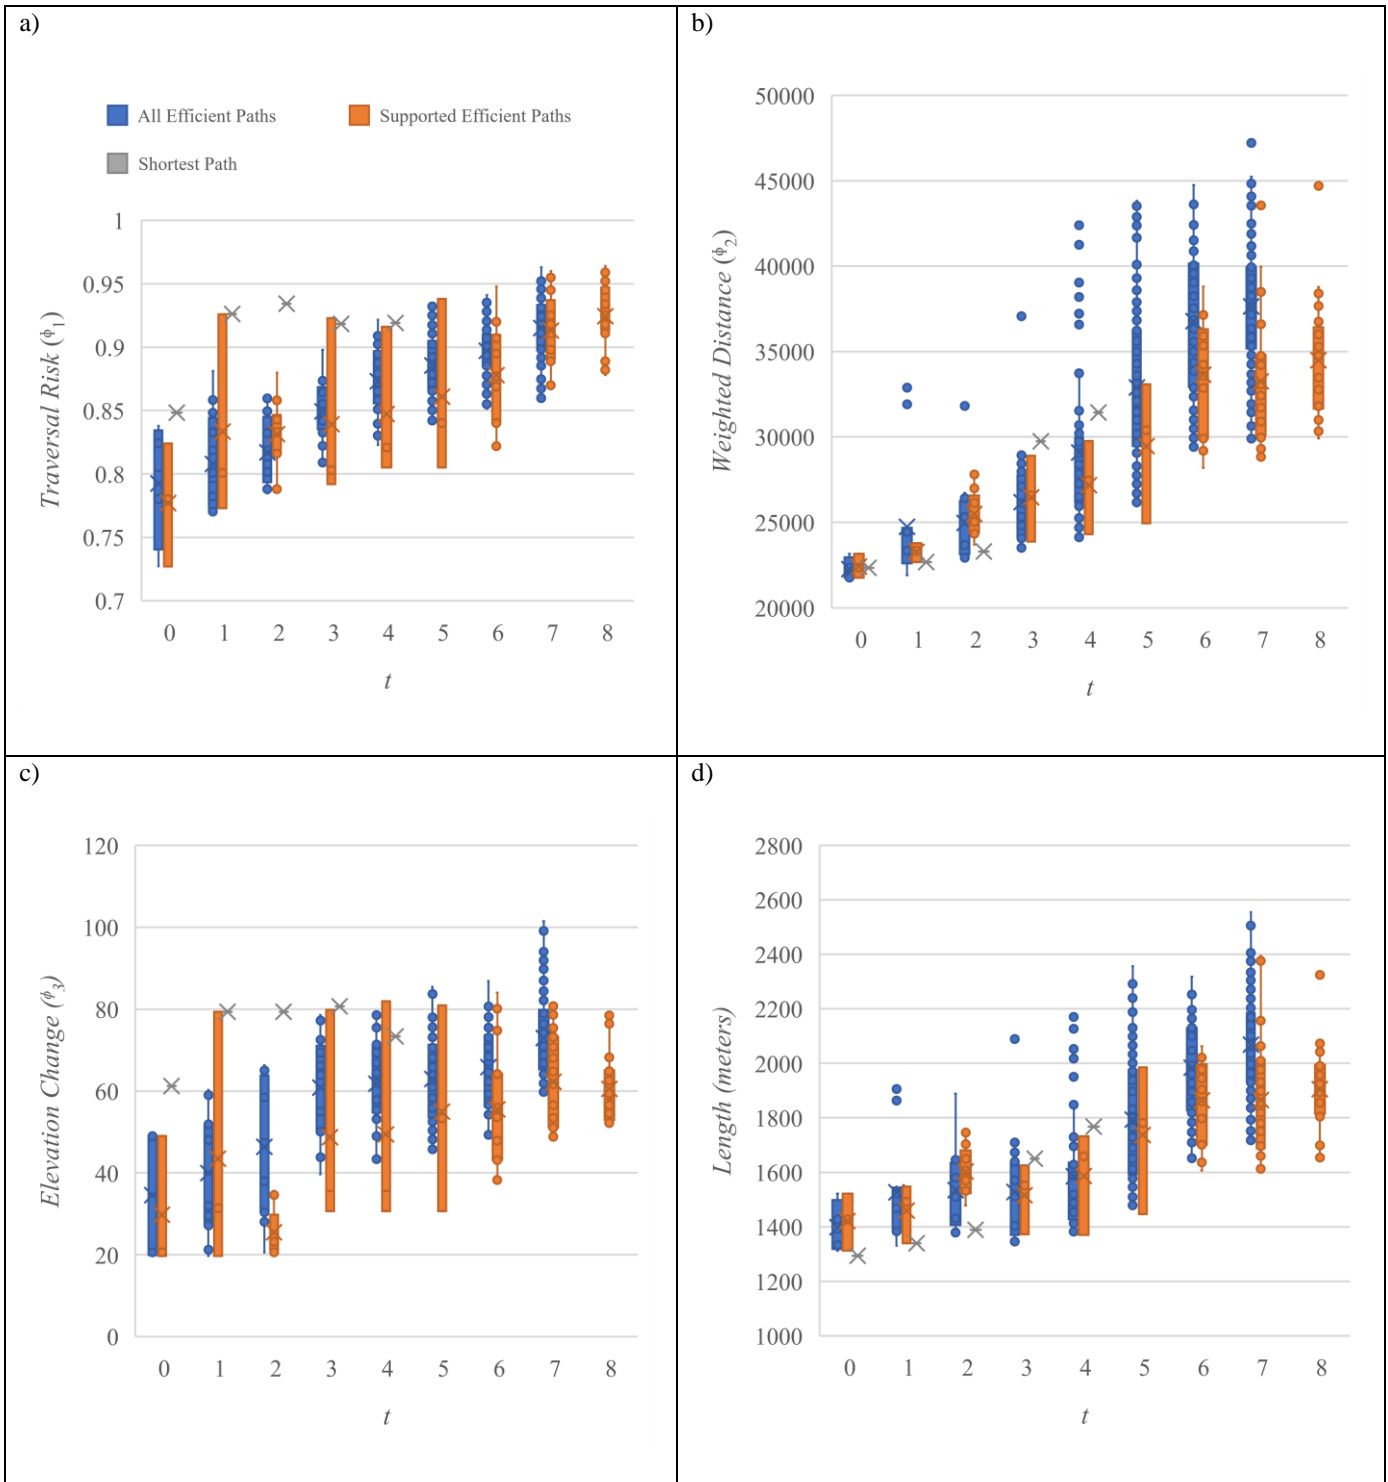 a)
All Efficient Paths
Supported Efficient Paths
Shortest Path
1
0.95
0.9
0.85
0.8
0.75
0.7
Traversal Risk (ϕ1)
0 1 2 3 4 5 6 7 8
t
b)
50000
45000
40000
35000
30000
25000
20000
Weighted Distance (ϕ2)
0 1 2 3 4 5 6 7 8
t
c)
120
100
80
60
40
20
0
Elevation Change (ϕ3)
0 1 2 3 4 5 6 7 8
t
d)
2800
2600
2400
2200
2000
1800
1600
1400
1200
1000
Length (meters)
0 1 2 3 4 5 6 7 8
t